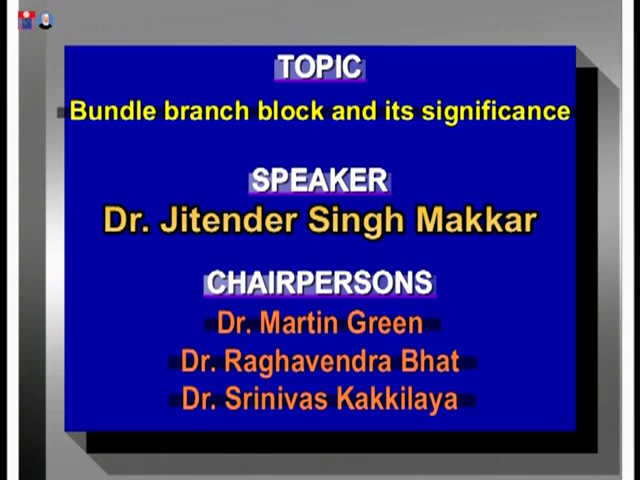 TOPIC
Bundle branch block and its significance
SPEAKER
Dr. Jitender Singh Makkar
CHAIRPERSONS
Dr. Martin Green
Dr. Raghavendra Bhat
Dr. Srinivas Kakkilaya